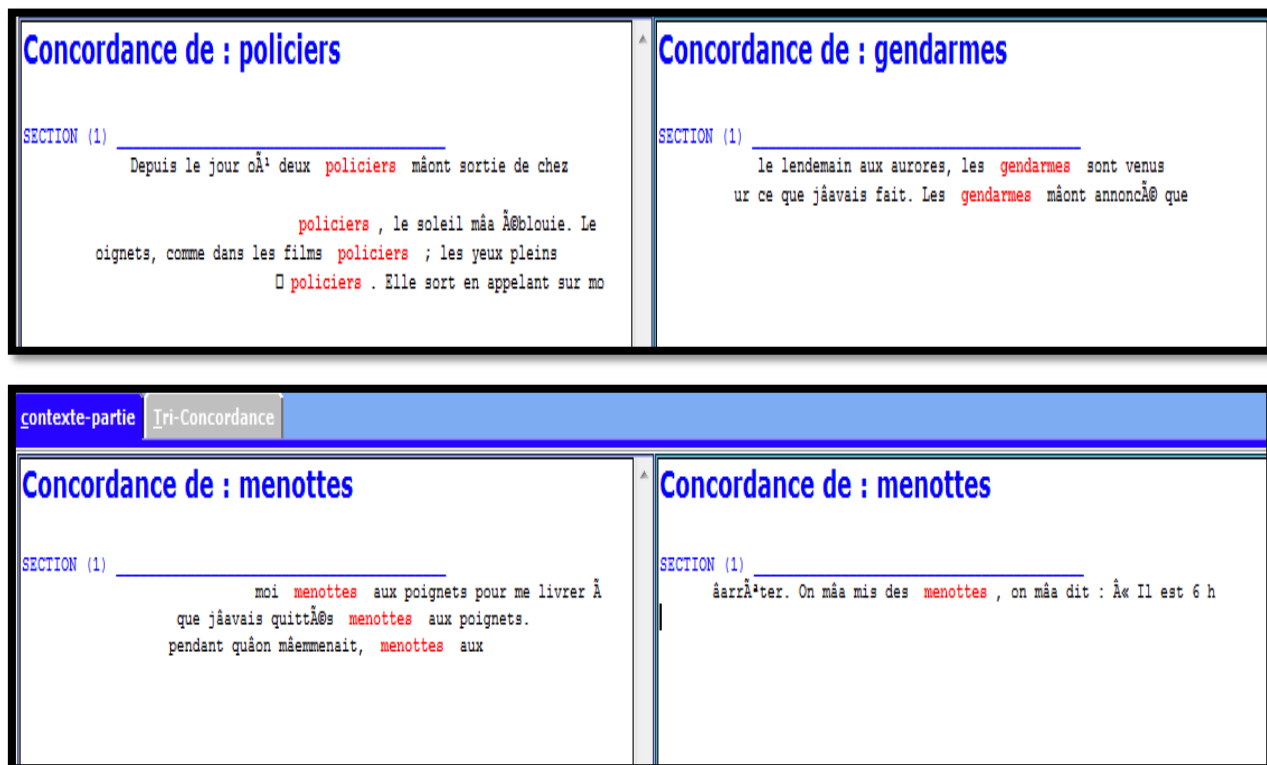 Concordance de : policiers
SECTION (1)
Depuis le jour oÃ¹ deux policiers mâont sortie de chez
policiers , le soleil mâa Ã©blouie. Le
oignets, comme dans les films policiers ; les yeux pleins
policiers . Elle sort en appelant sur mo
Concordance de : gendarmes
SECTION (1)
le lendemain aux aurores, les gendarmes sont venus
ur ce que jâavais fait. Les gendarmes mâont annoncÃ© que
contexte-partie Tri-Concordance
Concordance de : menottes
SECTION (1)
moi menottes aux poignets pour me livrer Ã
que jâavais quittÃ©s menottes aux poignets.
pendant quâon mâemmenait, menottes aux
Concordance de : menottes
SECTION (1)
âarrÃªter. On mâa mis des menottes , on mâa dit : Â« Il est 6 h